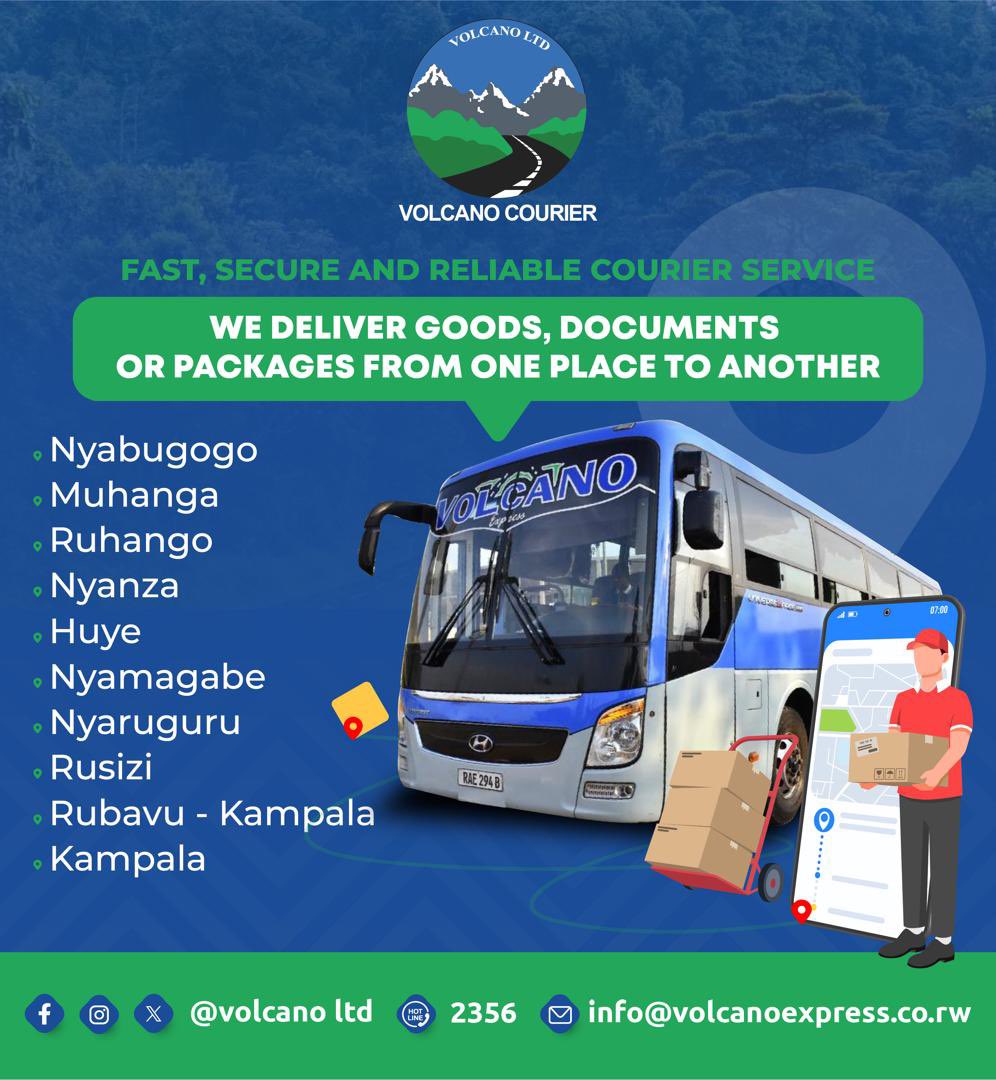 VOLCANO LTD
VOLCANO COURIER
FAST, SECURE AND RELIABLE COURIER SERVICE
WE DELIVER GOODS, DOCUMENTS
OR PACKAGES FROM ONE PLACE TO ANOTHER
Nyabugogo
Muhanga
Ruhango
Nyanza
Huye
Nyamagabe
Nyaruguru
Rusizi
Rubavu - Kampala
Kampala
VOLCANO
Express
RAE 294 B
07:00
@volcano ltd
HOT
LINE
2356
info@volcanoexpress.co.rw